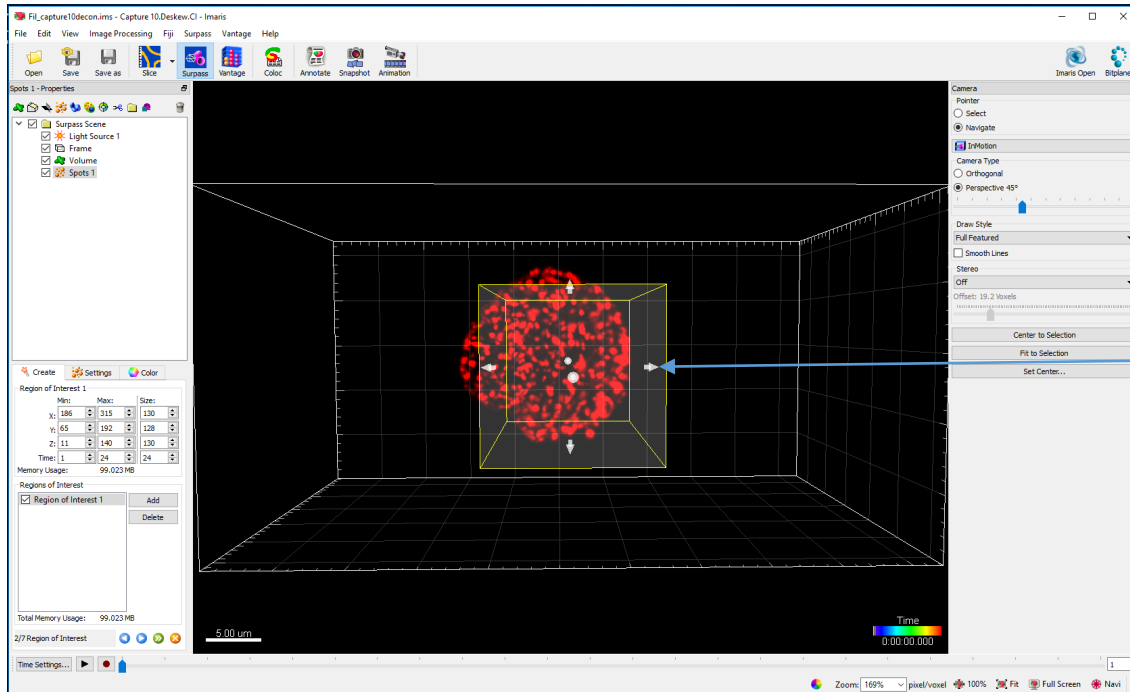 Fil_capture10decon.ims - Capture 10.Deskew.CI - Imaris
File Edit View Image Processing Fiji Surpass Vantage Help
Open Save Save as Slice Surpass Vantage Coloc Annotate Snapshot Animation Imaris Open Bitplane
Spots 1 - Properties
Surpass Scene
Light Source 1
Frame
Volume
Spots 1
Create Settings Color
Region of Interest 1
Min: Max: Size:
X: 186 315 130
Y: 65 192 128
Z: 11 140 130
Time: 1 24 24
Memory Usage: 99.023 MB
Regions of Interest
Region of Interest 1
Add
Delete
Total Memory Usage: 99.023 MB
2/7 Region of Interest
5.00 um
Time
0:00:00.000
Camera
Pointer
Select
Navigate
InMotion
Camera Type
Orthogonal
Perspective 45°
Draw Style
Full Featured
Smooth Lines
Stereo
Off
Offset: 19.2 Voxels
Center to Selection
Fit to Selection
Set Center...
Time Settings... 1
Zoom: 169% pixel/voxel 100% Fit Full Screen Navi